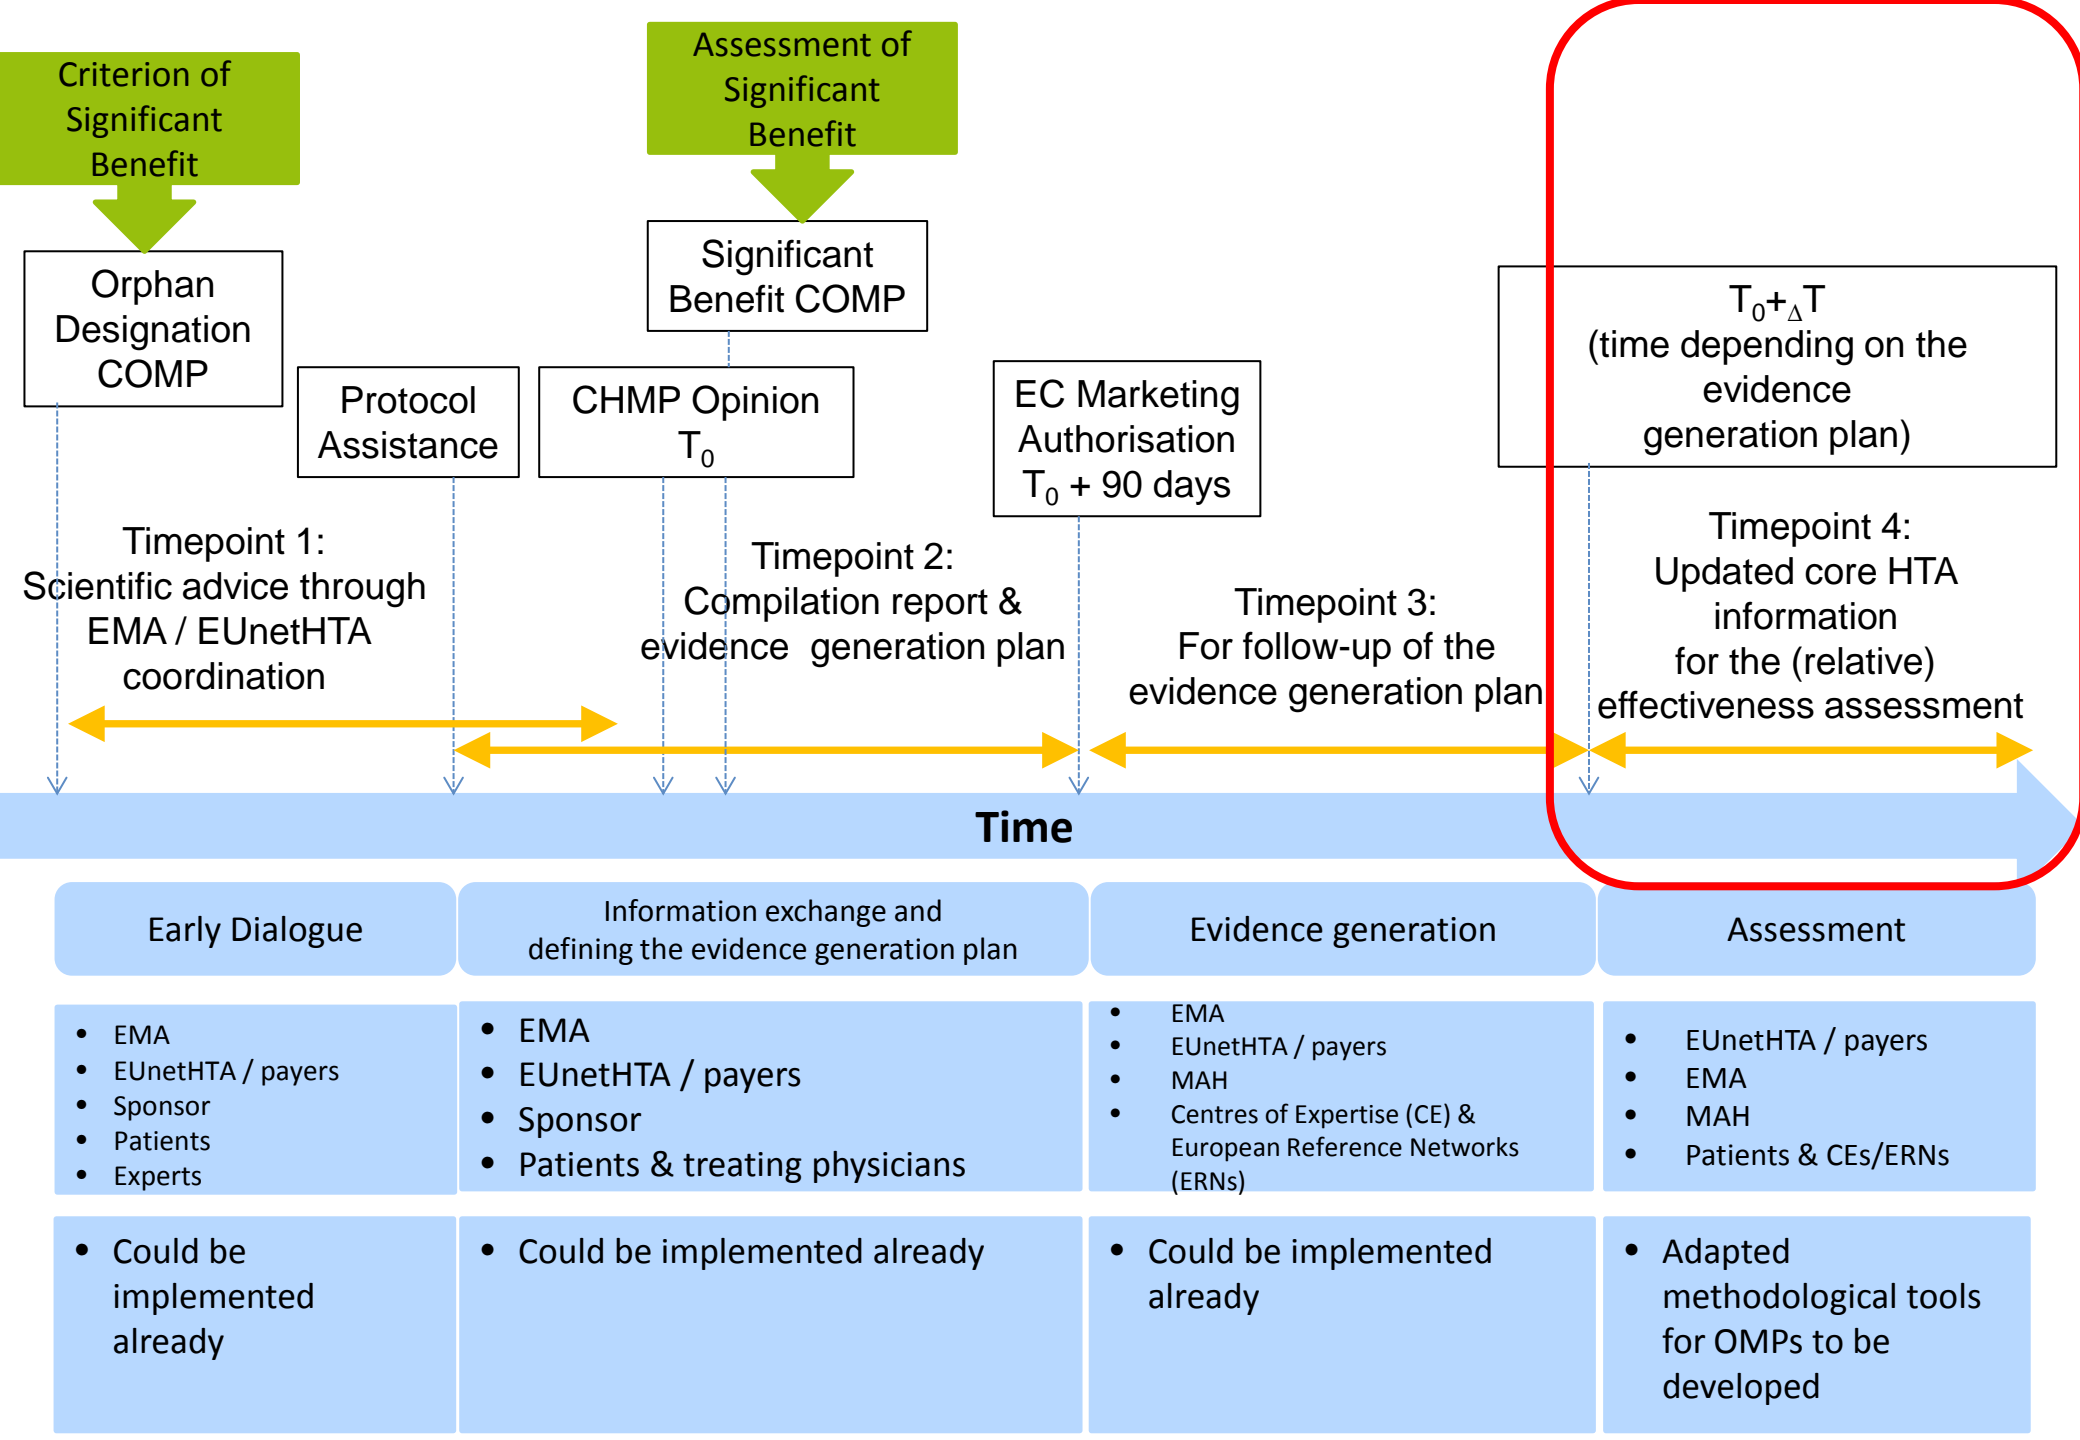 Criterion of
Significant
Benefit
Assessment of
Significant
Benefit
Orphan
Designation
COMP
Protocol
Assistance
Significant
Benefit COMP
CHMP Opinion
T0
EC Marketing
Authorisation
T0 + 90 days
T0+ΔT
(time depending on the
evidence
generation plan)
Timepoint 1:
Scientific advice through
EMA / EUnetHTA
coordination
Timepoint 2:
Compilation report &
evidence  generation plan
Timepoint 3:
For follow-up of the
evidence generation plan
Timepoint 4:
Updated core HTA
information
for the (relative)
effectiveness assessment
Time
Early Dialogue
Information exchange and
defining the evidence generation plan
Evidence generation
Assessment
• EMA
• EUnetHTA / payers
• Sponsor
• Patients
• Experts
• EMA
• EUnetHTA / payers
• Sponsor
• Patients & treating physicians
• EMA
• EUnetHTA / payers
• MAH
• Centres of Expertise (CE) &
European Reference Networks
(ERNs)
• EUnetHTA / payers
• EMA
• MAH
• Patients & CEs/ERNs
• Could be
implemented
already
• Could be implemented already
• Could be implemented
already
• Adapted
methodological tools
for OMPs to be
developed